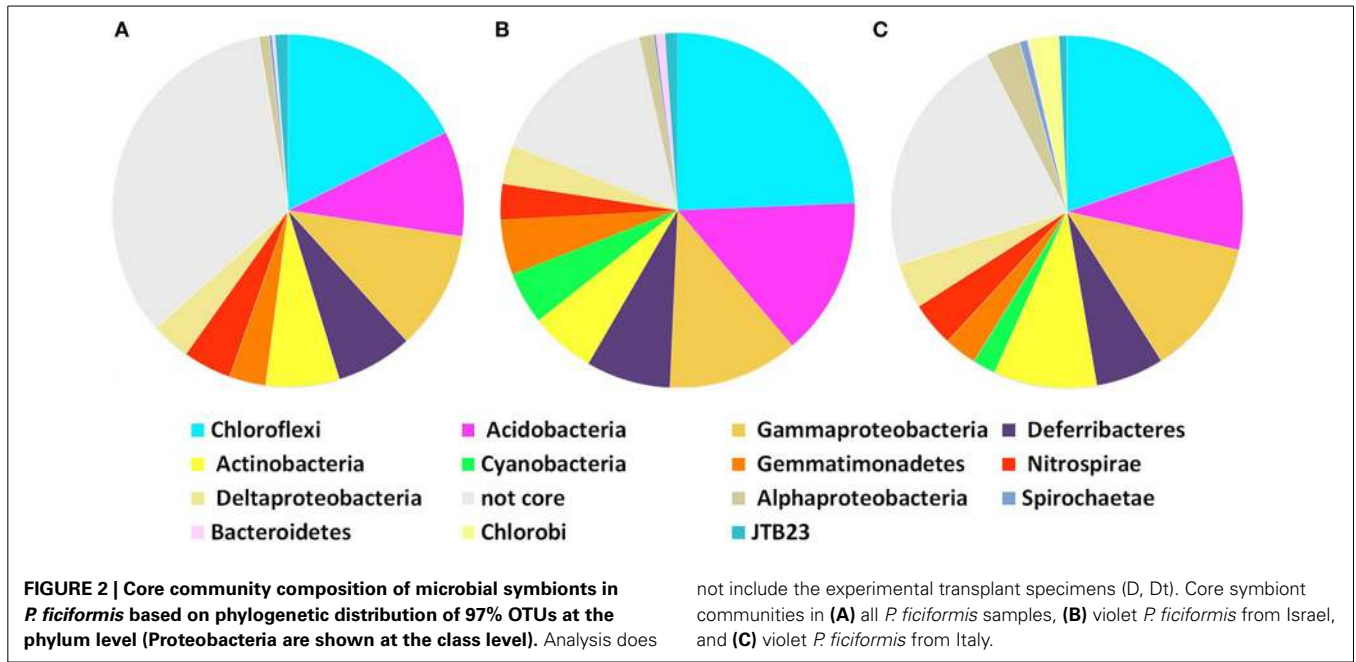 A
B
C
Chloroflexi
Acidobacteria
Gammaproteobacteria
Deferribacteres
Actinobacteria
Cyanobacteria
Gemmatimonadetes
Nitrospirae
Deltaproteobacteria
not core
Alphaproteobacteria
Spirochaetae
Bacteroidetes
Chlorobi
JTB23
FIGURE 2 | Core community composition of microbial symbionts in
P. ficiformis based on phylogenetic distribution of 97% OTUs at the
phylum level (Proteobacteria are shown at the class level). Analysis does
not include the experimental transplant specimens (D, Dt). Core symbiont
communities in (A) all P. ficiformis samples, (B) violet P. ficiformis from Israel,
and (C) violet P. ficiformis from Italy.